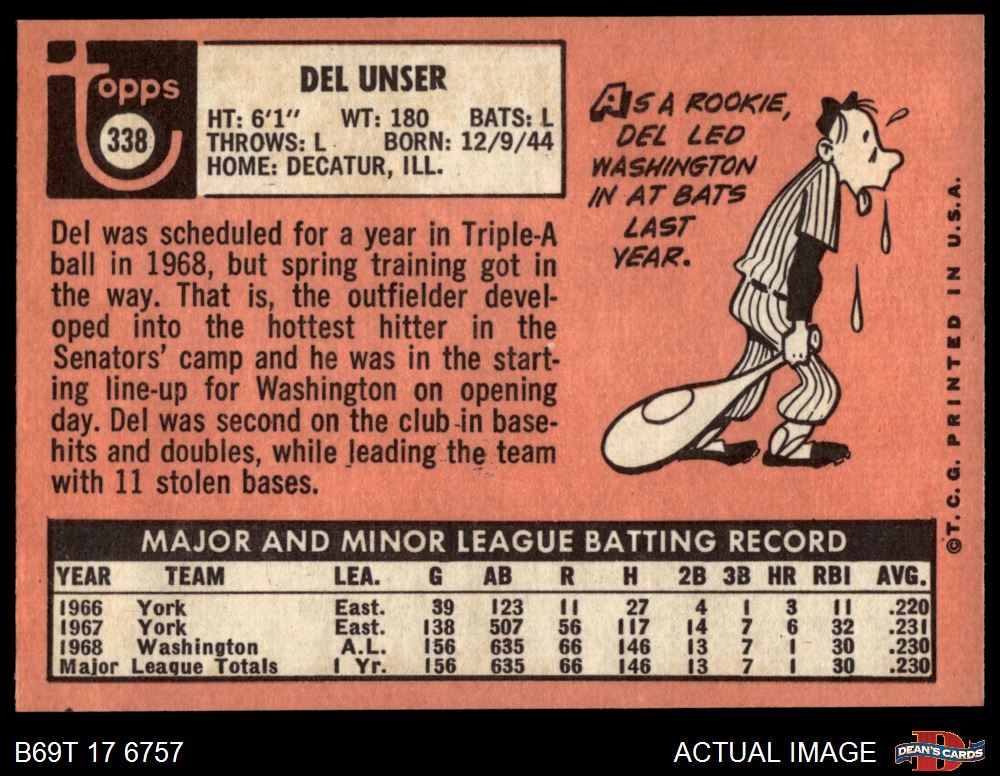 topps
338
DEL UNSER
HT: 6'1" WT: 180 BATS: L
THROWS: L BORN: 12/9/44
HOME: DECATUR, ILL.
Del was scheduled for a year in Triple-A
ball in 1968, but spring training got in
the way. That is, the outfielder devel-
oped into the hottest hitter in the
Senators' camp and he was in the start-
ing line-up for Washington on opening
day. Del was second on the club in base-
hits and doubles, while leading the team
with 11 stolen bases.
AS A ROOKIE,
DEL LED
WASHINGTON
IN AT BATS
LAST
YEAR.
©T.C.G. PRINTED IN U.S.A.
MAJOR AND MINOR LEAGUE BATTING RECORD
YEAR TEAM LEA. G AB R H 2B 3B HR RBI AVG.
1966 York East. 39 123 11 27 4 1 3 11 .220
1967 York East. 138 507 56 117 14 7 6 32 .231
1968 Washington A.L. 156 635 66 146 13 7 1 30 .230
Major League Totals 1 Yr. 156 635 66 146 13 7 1 30 .230
B69T 17 6757
ACTUAL IMAGE
DEAN'S CARDS